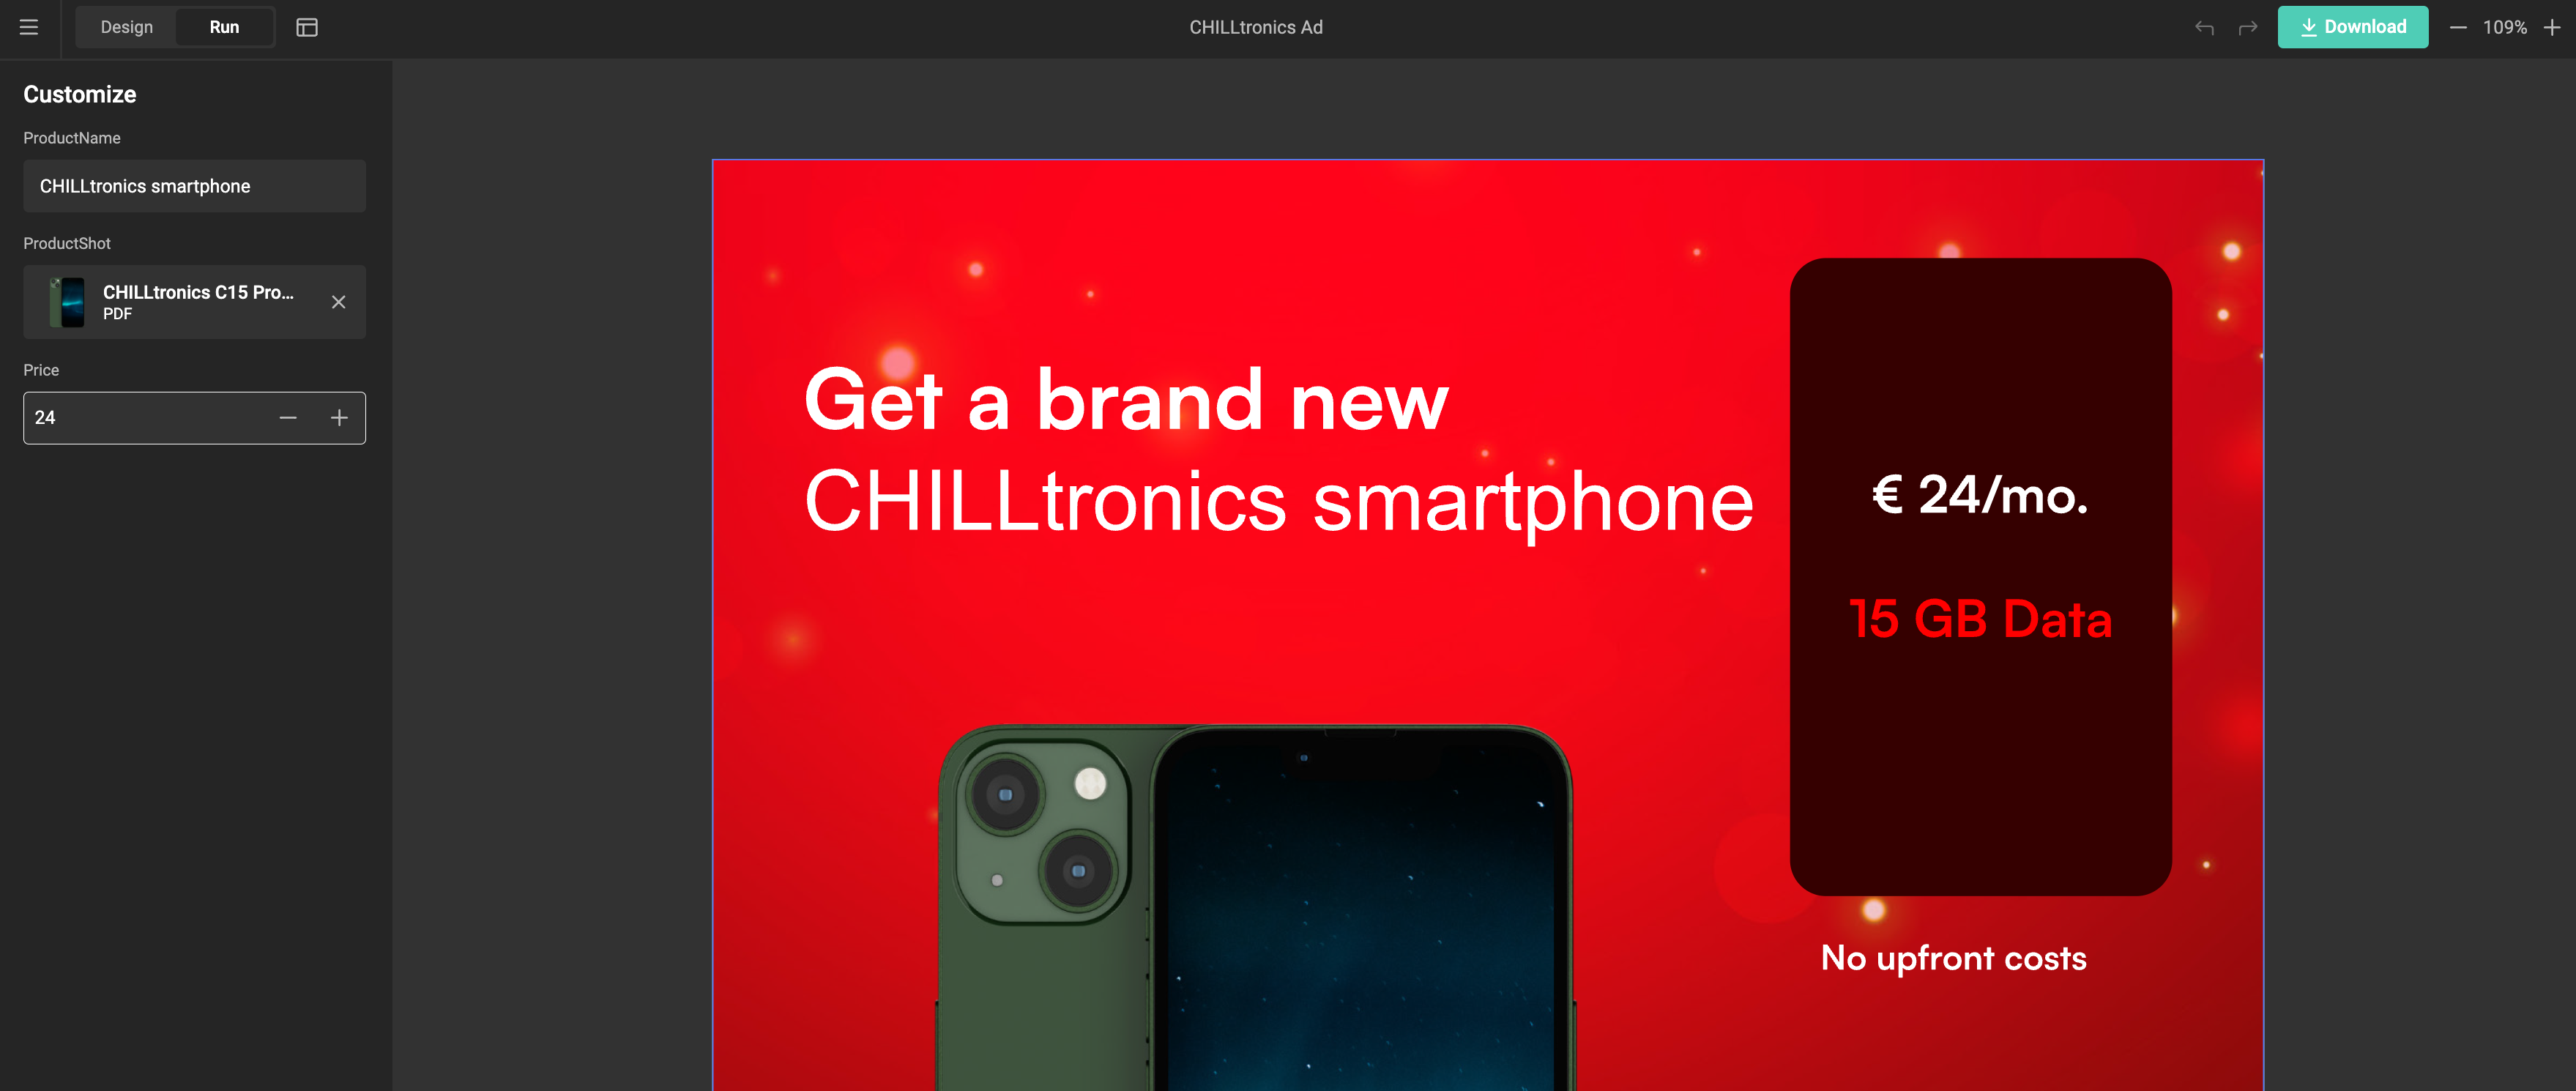 Design
Run
CHILLtronics Ad
Download
109%
Customize
ProductName
CHILLtronics smartphone
ProductShot
CHILLtronics C15 Pro...
PDF
Price
24
Get a brand new
CHILLtronics smartphone
€ 24/mo.
15 GB Data
No upfront costs